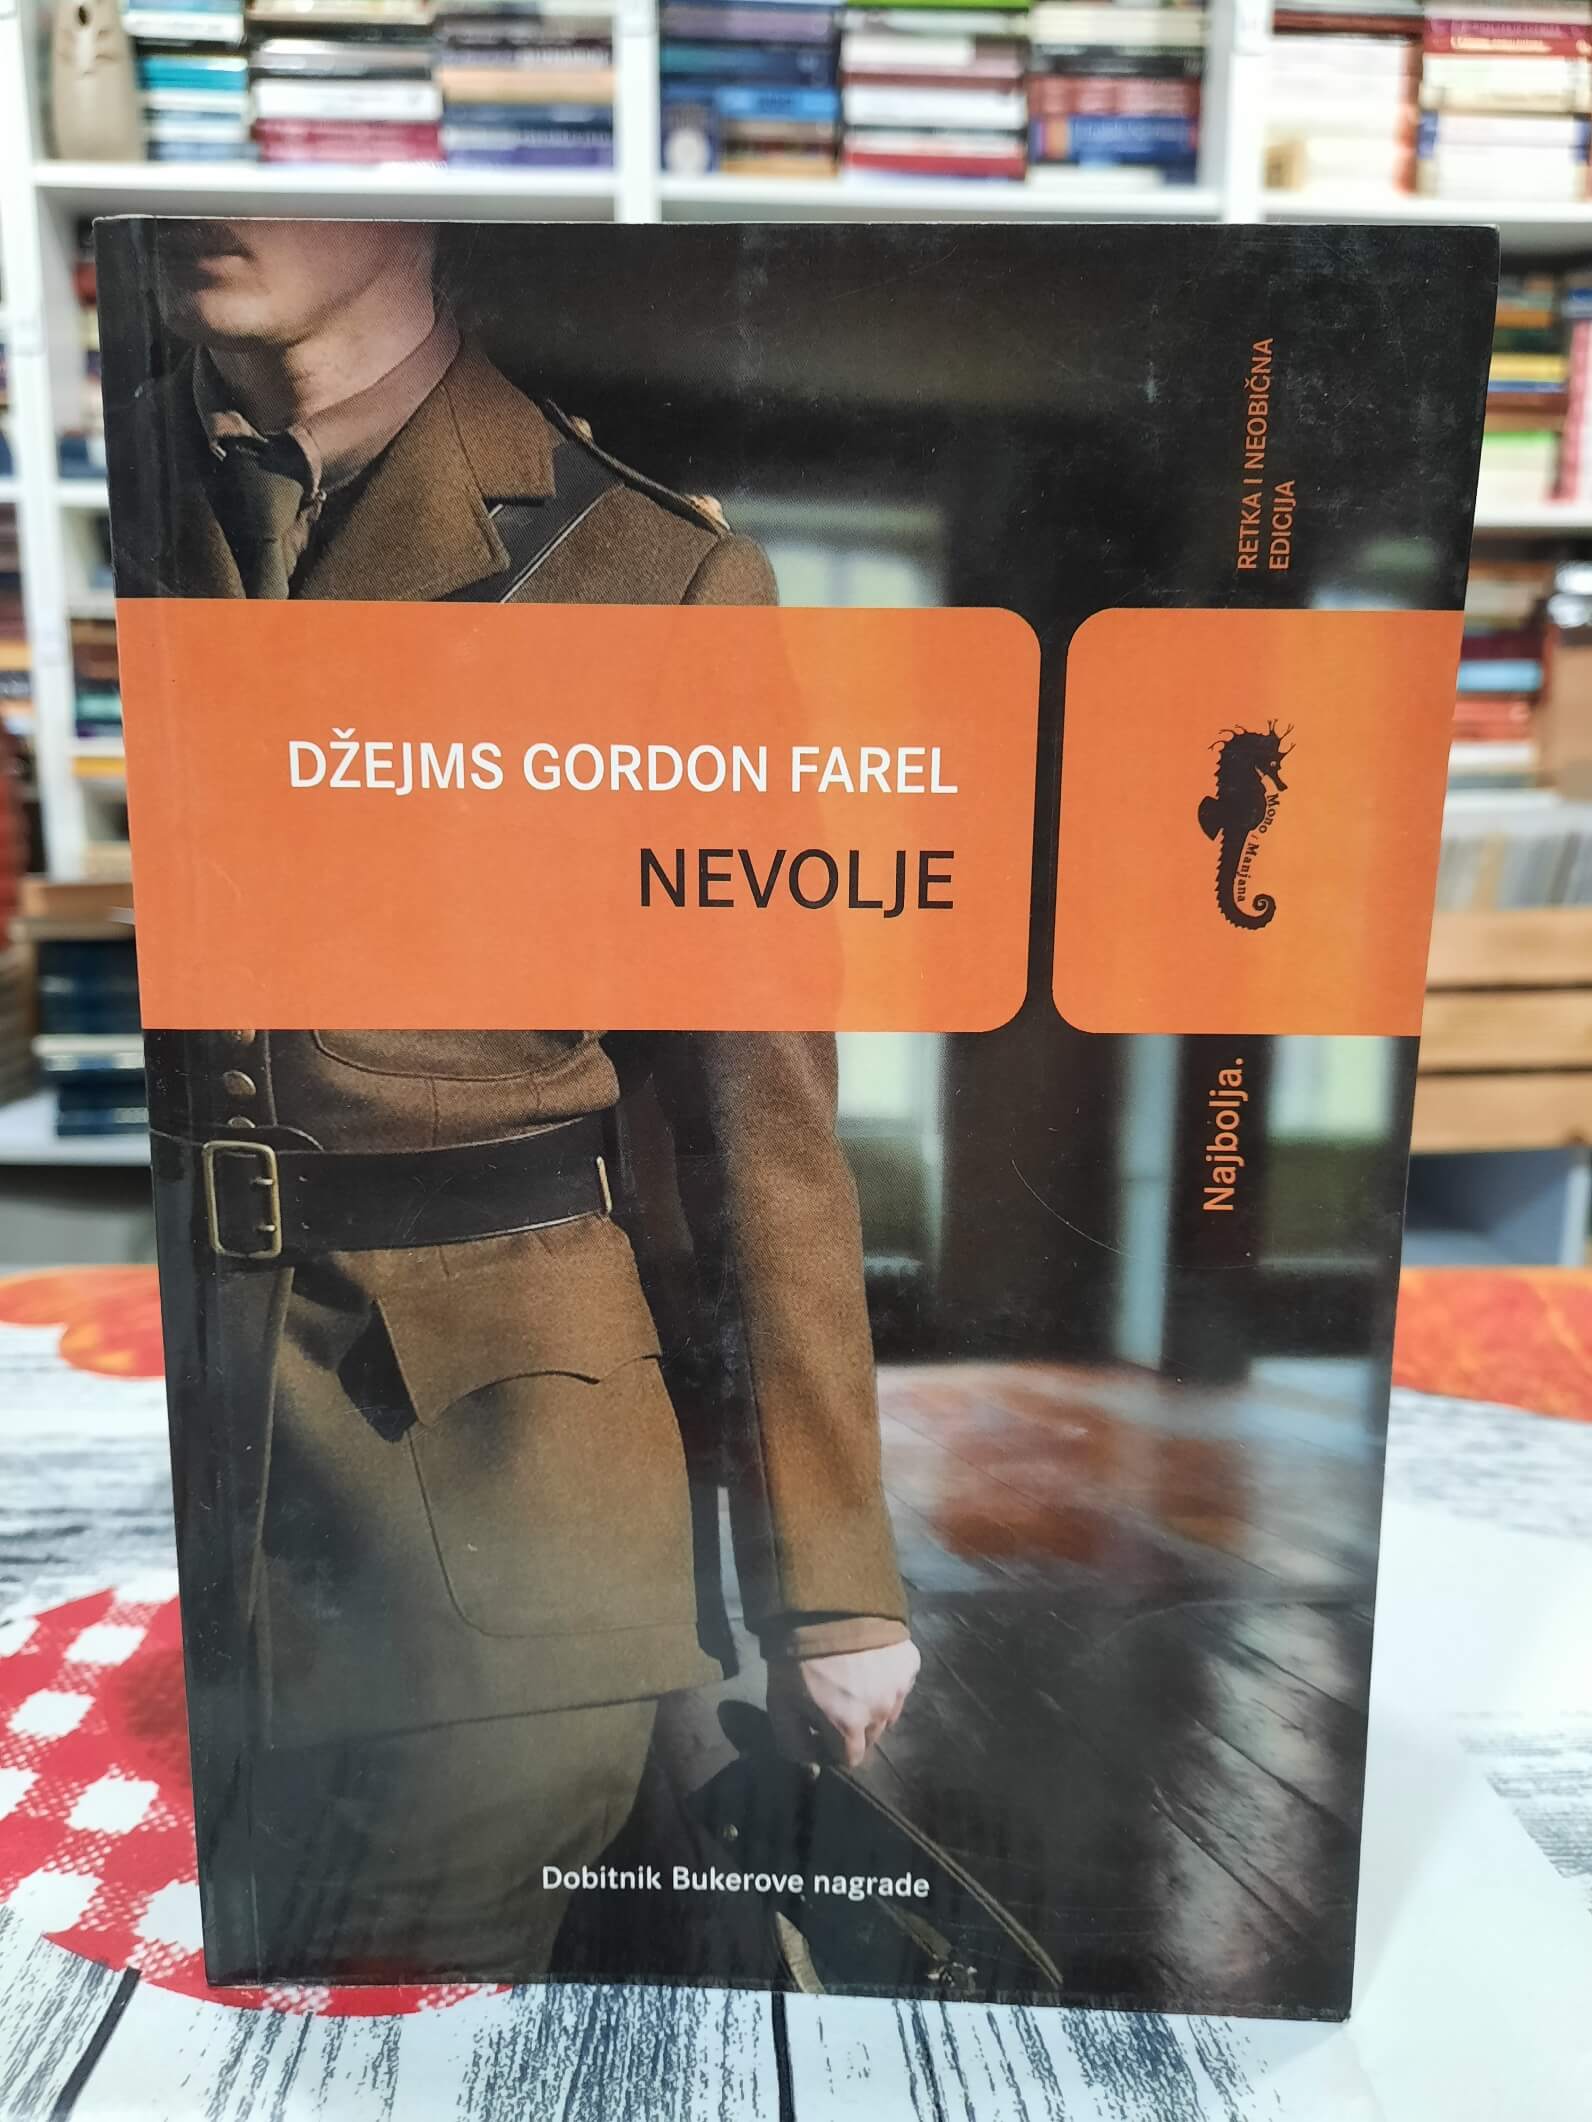 RETKA I NEOBIČNA
EDICIJA
DŽEJMS GORDON FAREL
NEVOLJE
Mono i Manjana
Najbolja.
Dobitnik Bukerove nagrade